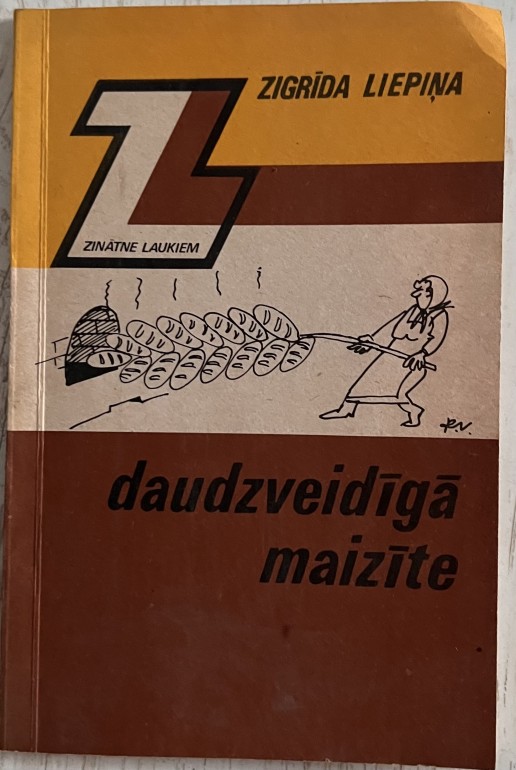 ZIGRĪDA LIEPIŅA
ZINĀTNE LAUKIEM
R.V.
daudzveidīgā
maizīte